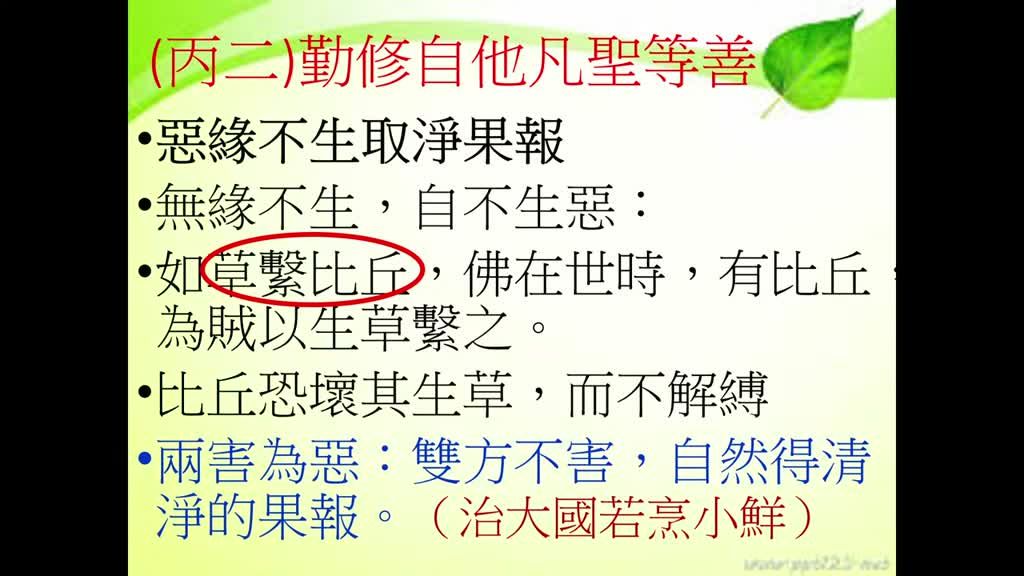 (丙二)勤修自他凡聖等善
•惡緣不生取淨果報
•無緣不生，自不生惡：
•如草繫比丘，佛在世時，有比丘，
為賊以生草繫之。
•比丘恐壞其生草，而不解縛
•兩害為惡：雙方不害，自然得清
淨的果報。（治大國若烹小鮮）